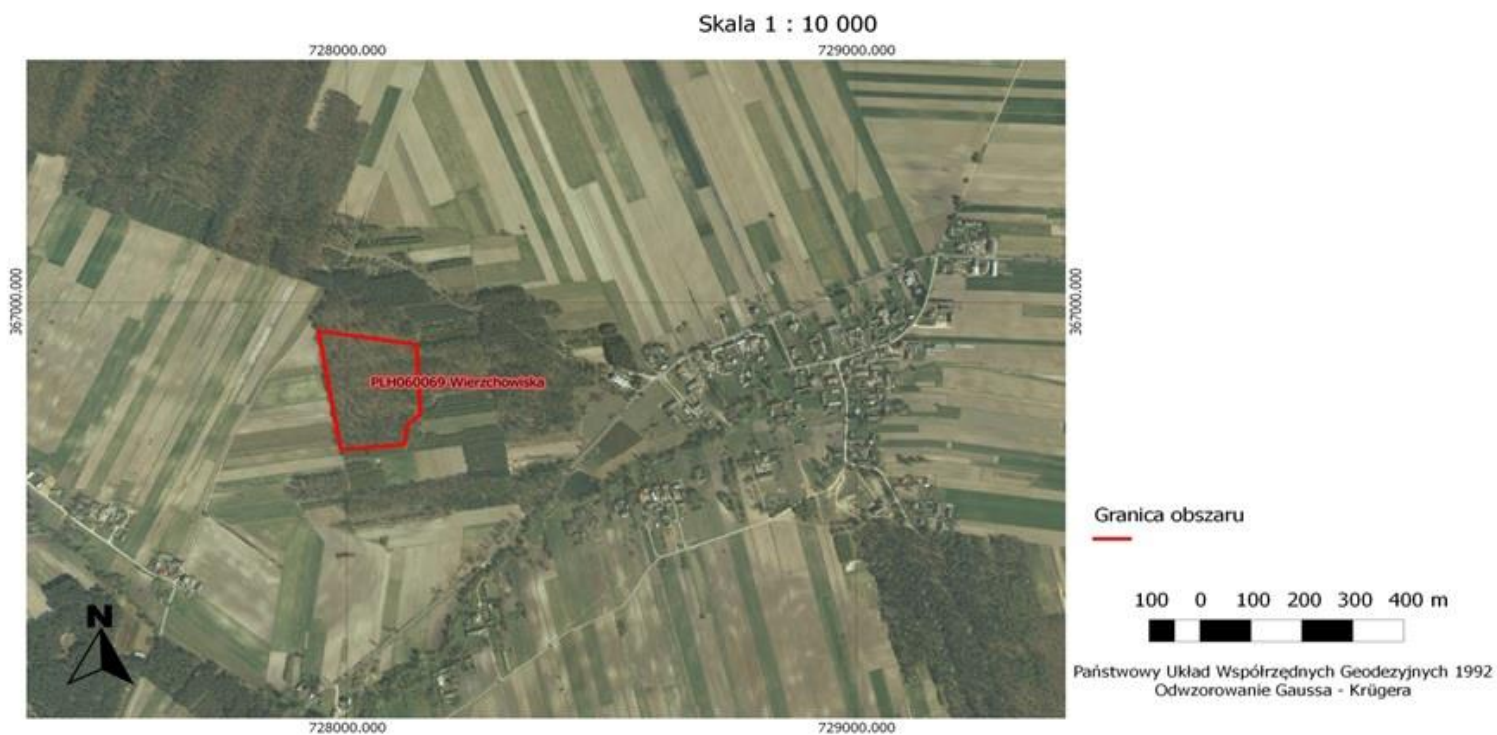 Skala 1 : 10 000
728000.000
729000.000
367000.000
367000.000
PLH060069 Wierzchowiska
N
728000.000
729000.000
Granica obszaru
100 0 100 200 300 400 m
Państwowy Układ Współrzędnych Geodezyjnych 1992
Odwzorowanie Gaussa - Krügera